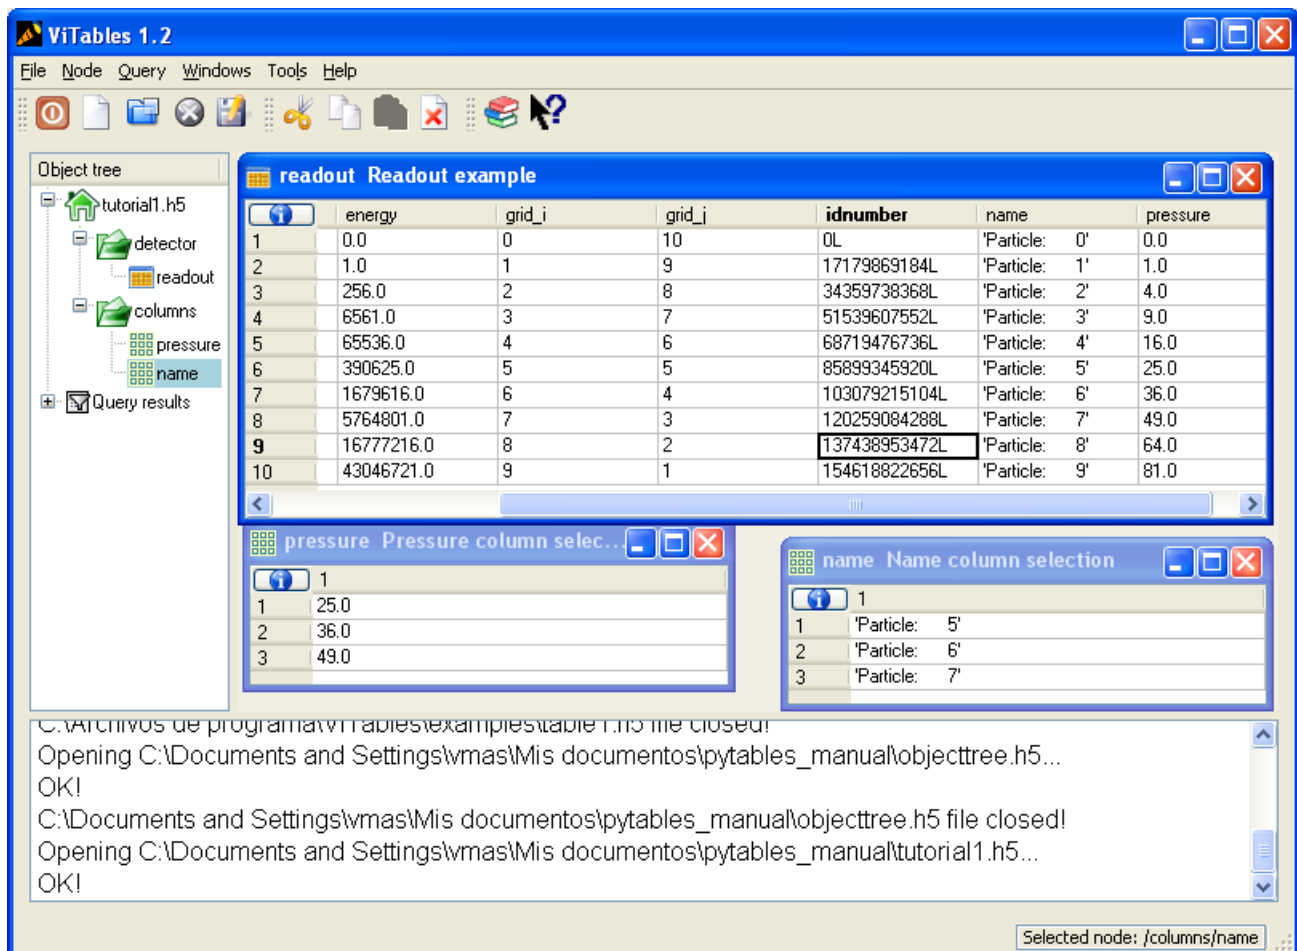 ViTables 1.2
File Node Query Windows Tools Help
Object tree
tutorial1.h5
detector
readout
columns
pressure
name
Query results
readout Readout example
energy grid_i grid_j idnumber name pressure
1 0.0 0 10 0L 'Particle: 0' 0.0
2 1.0 1 9 17179869184L 'Particle: 1' 1.0
3 256.0 2 8 34359738368L 'Particle: 2' 4.0
4 6561.0 3 7 51539607552L 'Particle: 3' 9.0
5 65536.0 4 6 68719476736L 'Particle: 4' 16.0
6 390625.0 5 5 85899345920L 'Particle: 5' 25.0
7 1679616.0 6 4 103079215104L 'Particle: 6' 36.0
8 5764801.0 7 3 120259084288L 'Particle: 7' 49.0
9 16777216.0 8 2 137438953472L 'Particle: 8' 64.0
10 43046721.0 9 1 154618822656L 'Particle: 9' 81.0
pressure Pressure column selec...
1
1 25.0
2 36.0
3 49.0
name Name column selection
1
1 'Particle: 5'
2 'Particle: 6'
3 'Particle: 7'
C:\Archivos de programa\ViTables\examples\table1.h5 file closed!
Opening C:\Documents and Settings\vmas\Mis documentos\pytables_manual\objecttree.h5...
OK!
C:\Documents and Settings\vmas\Mis documentos\pytables_manual\objecttree.h5 file closed!
Opening C:\Documents and Settings\vmas\Mis documentos\pytables_manual\tutorial1.h5...
OK!
Selected node: /columns/name